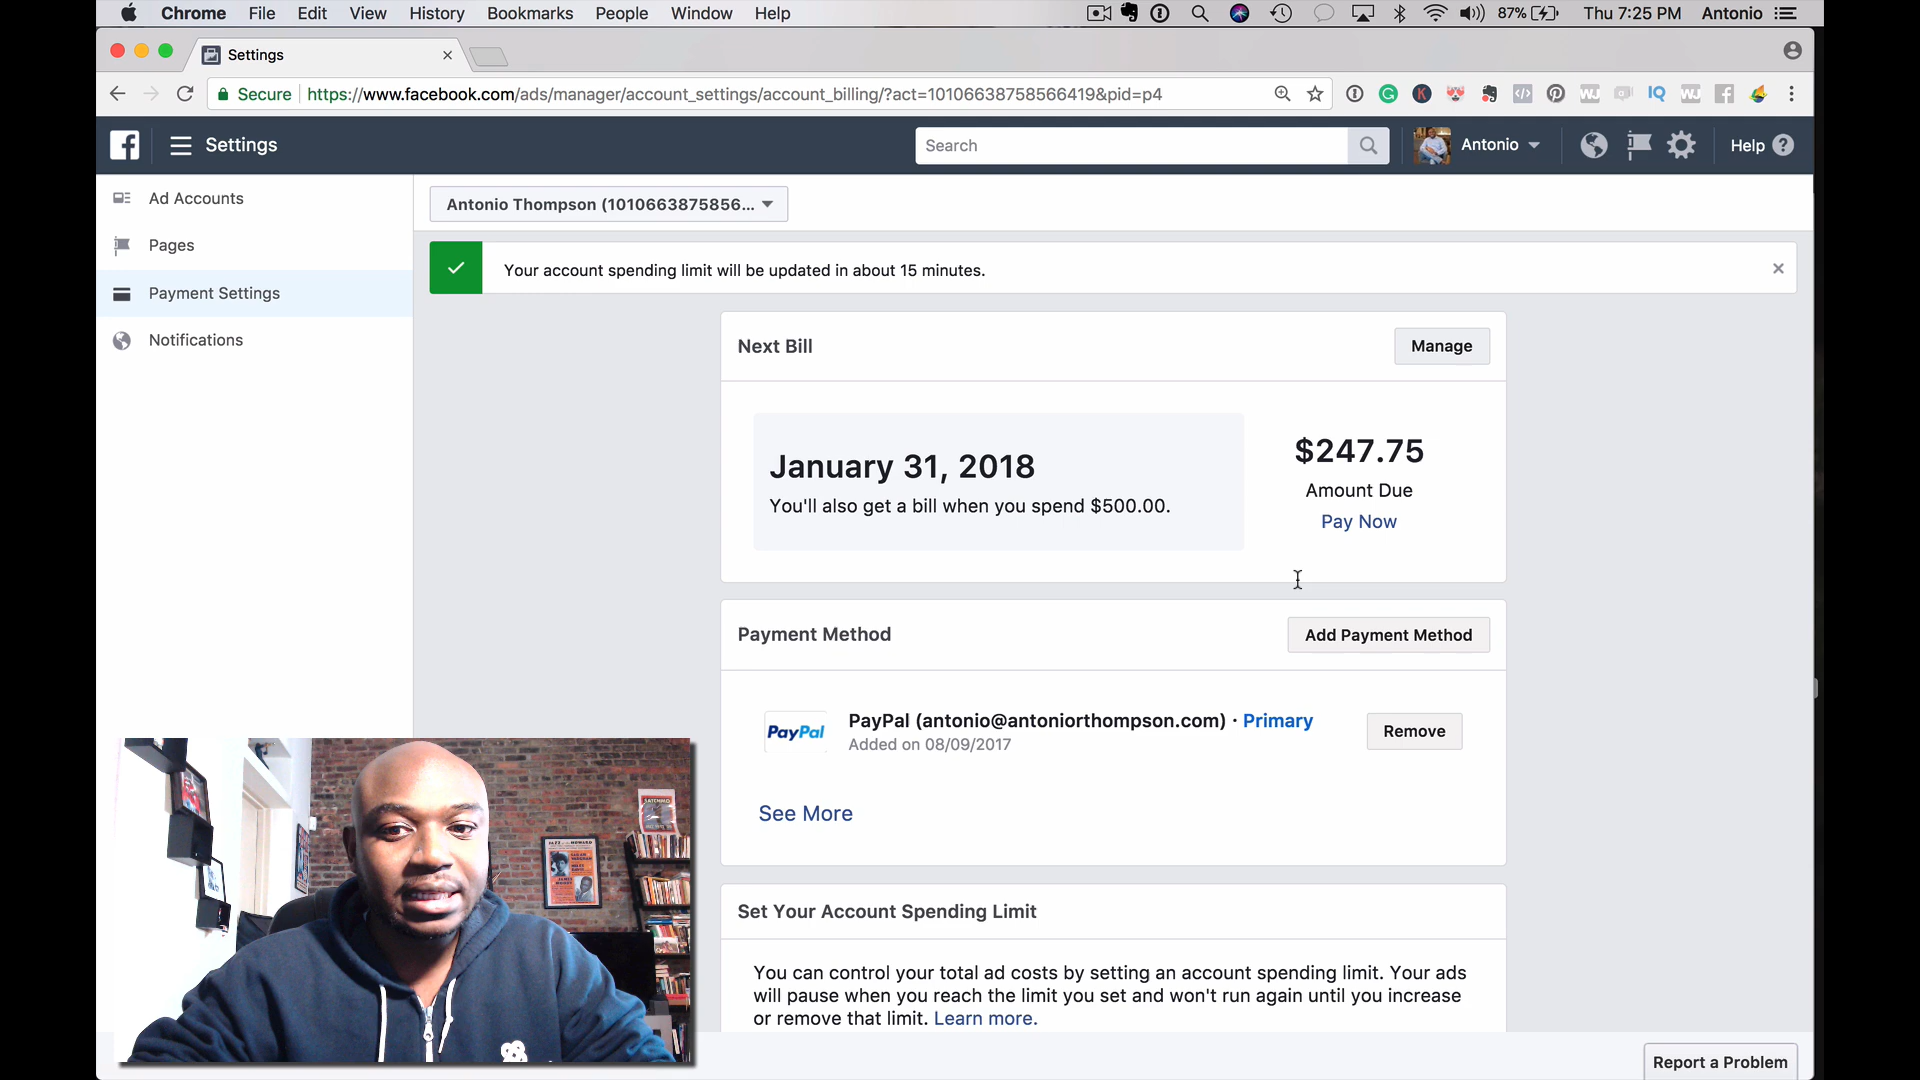 Chrome File Edit View History Bookmarks People Window Help 87% Thu 7:25 PM Antonio
Settings
Secure https://www.facebook.com/ads/manager/account_settings/account_billing/?act=10106638758566419&pid=p4
Settings Search Antonio Help
Ad Accounts
Pages
Payment Settings
Notifications
Antonio Thompson (1010663875856...
Your account spending limit will be updated in about 15 minutes.
Next Bill Manage
January 31, 2018
You'll also get a bill when you spend $500.00.
$247.75
Amount Due
Pay Now
Payment Method Add Payment Method
PayPal
PayPal (antonio@antoniorthompson.com) · Primary
Added on 08/09/2017
Remove
See More
Set Your Account Spending Limit
You can control your total ad costs by setting an account spending limit. Your ads
will pause when you reach the limit you set and won't run again until you increase
or remove that limit. Learn more.
Report a Problem